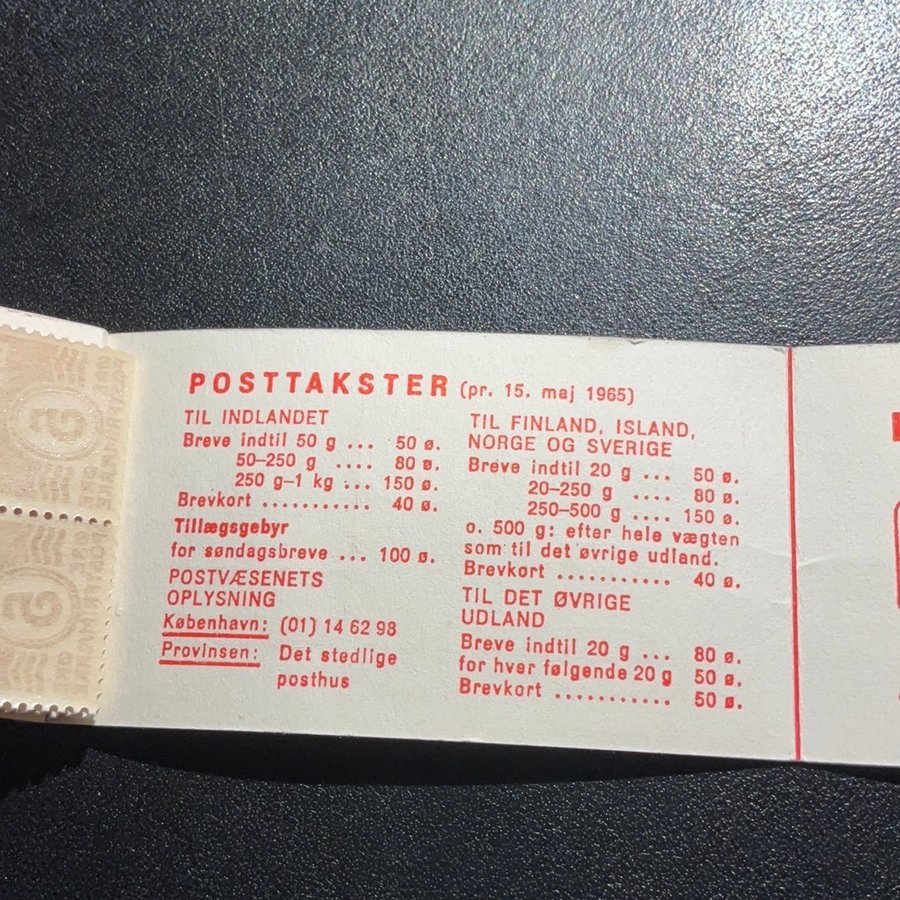 POSTTAKSTER (pr. 15. maj 1965)
TIL INDLANDET
Breve indtil 50 g ... 50 ø.
50–250 g .... 80 ø.
250 g–1 kg ... 150 ø.
Brevkort ........... 40 ø.
Tillægsgebyr
for søndagsbreve ... 100 ø.
POSTVÆSENETS
OPLYSNING
København: (01) 14 62 98
Provinsen: Det stedlige
posthus
TIL FINLAND, ISLAND,
NORGE OG SVERIGE
Breve indtil 20 g ... 50 ø.
20–250 g .... 80 ø.
250–500 g .... 150 ø.
o. 500 g: efter hele vægten
som til det øvrige udland.
Brevkort ........... 40 ø.
TIL DET ØVRIGE
UDLAND
Breve indtil 20 g ... 80 ø.
for hver følgende 20 g 50 ø.
Brevkort ........... 50 ø.